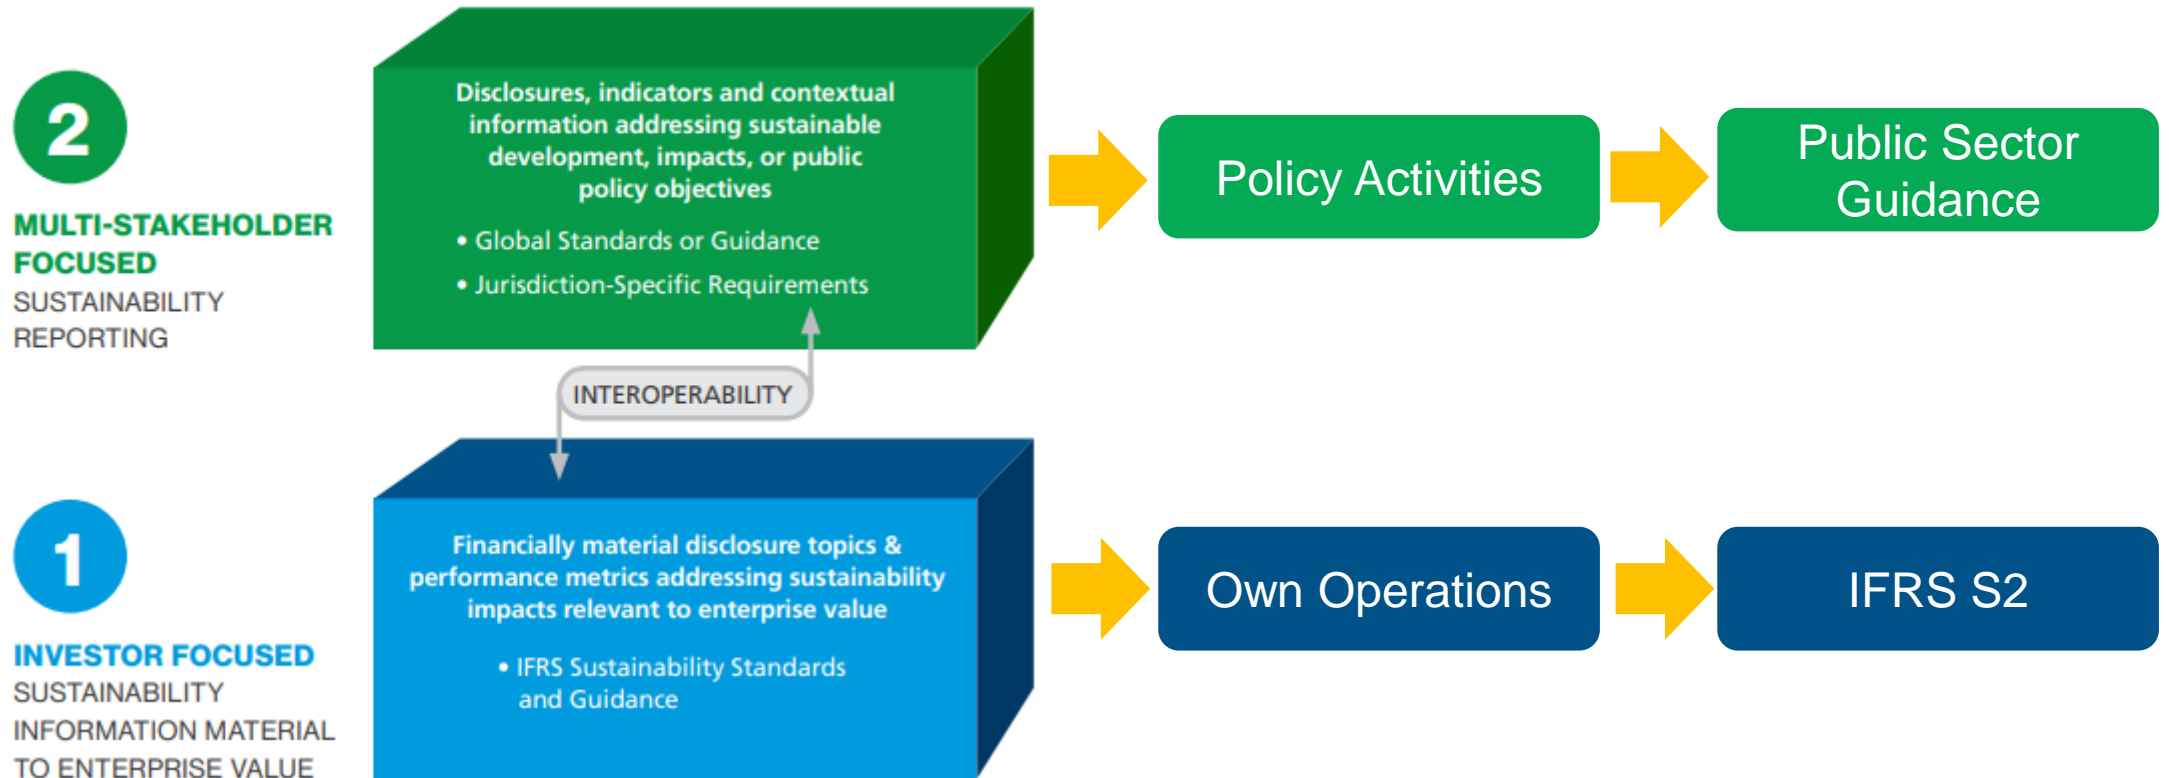 2
MULTI-STAKEHOLDER
FOCUSED
SUSTAINABILITY
REPORTING
Disclosures, indicators and contextual
information addressing sustainable
development, impacts, or public
policy objectives
• Global Standards or Guidance
• Jurisdiction-Specific Requirements
Policy Activities
Public Sector
Guidance
INTEROPERABILITY
1
INVESTOR FOCUSED
SUSTAINABILITY
INFORMATION MATERIAL
TO ENTERPRISE VALUE
Financially material disclosure topics &
performance metrics addressing sustainability
impacts relevant to enterprise value
• IFRS Sustainability Standards
and Guidance
Own Operations
IFRS S2